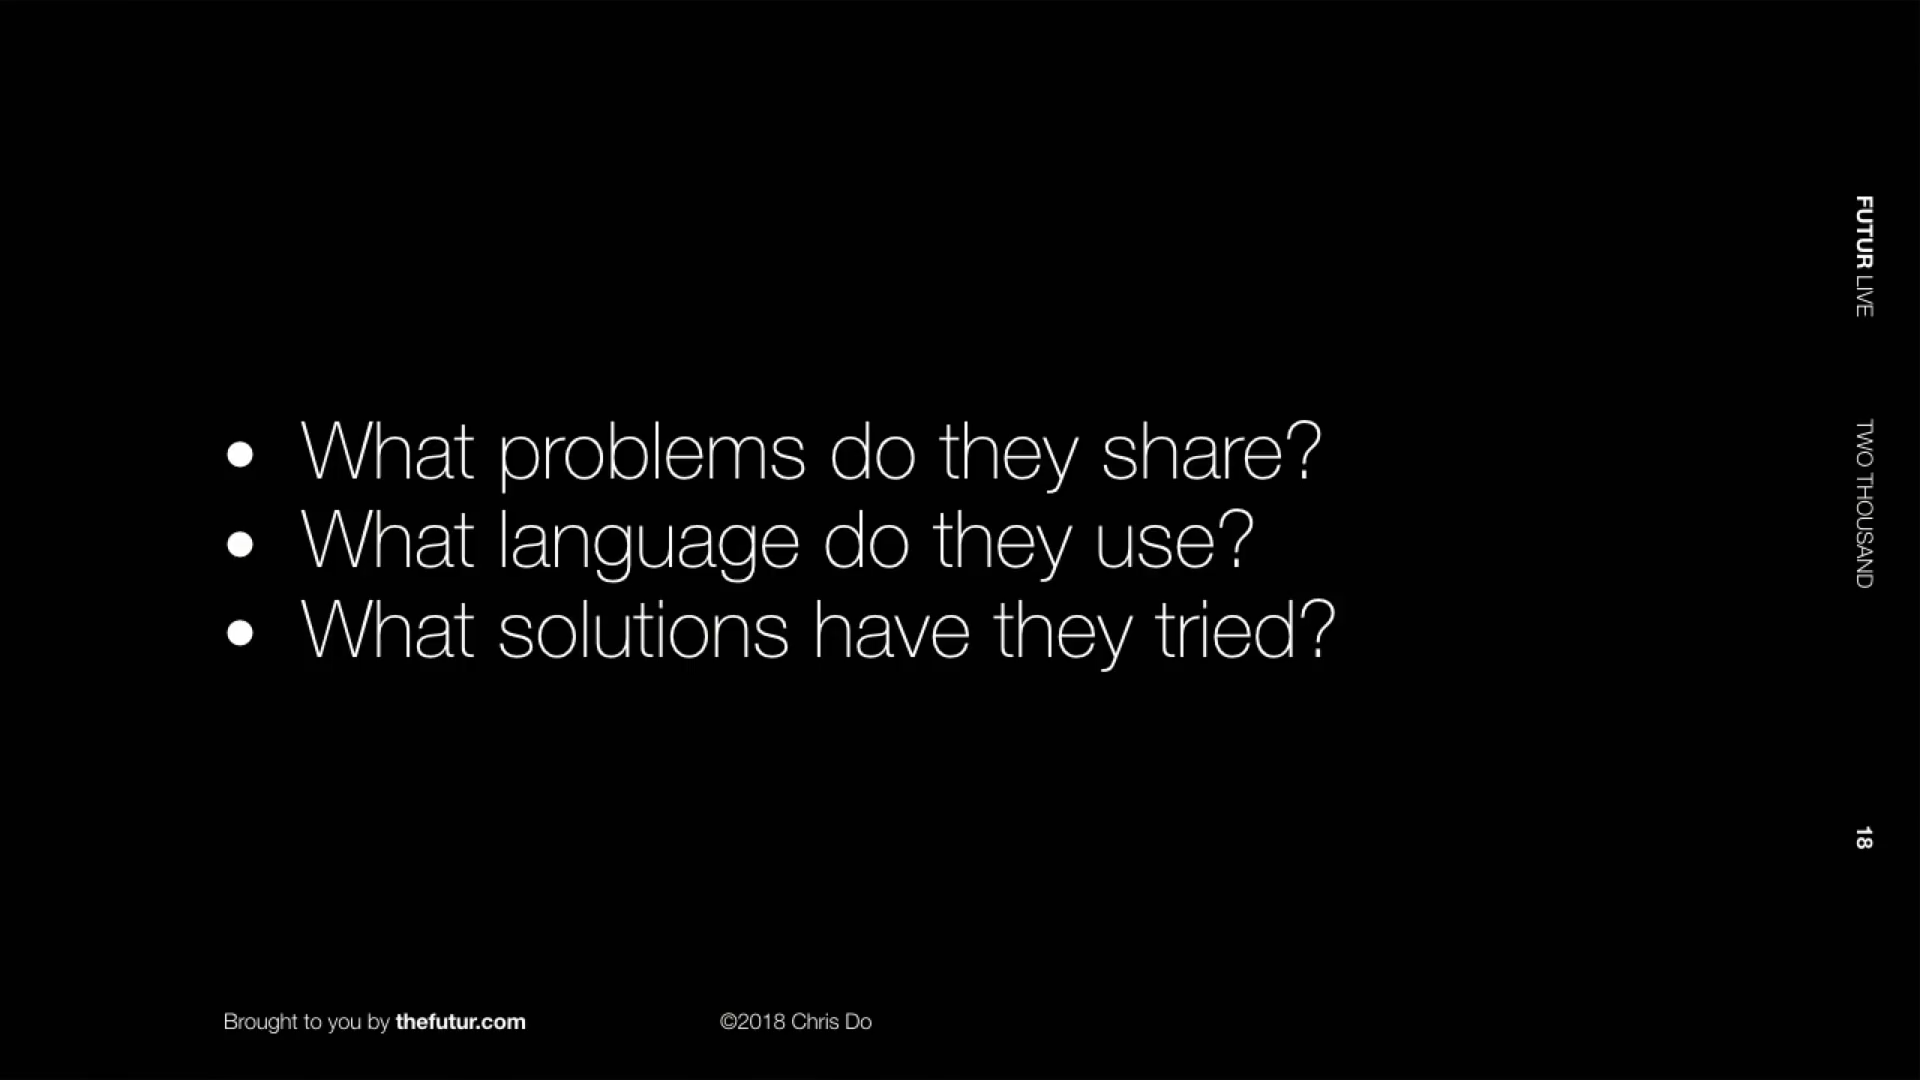 • What problems do they share?
• What language do they use?
• What solutions have they tried?
FUTUR LIVE
TWO THOUSAND
18
Brought to you by thefutur.com
©2018 Chris Do